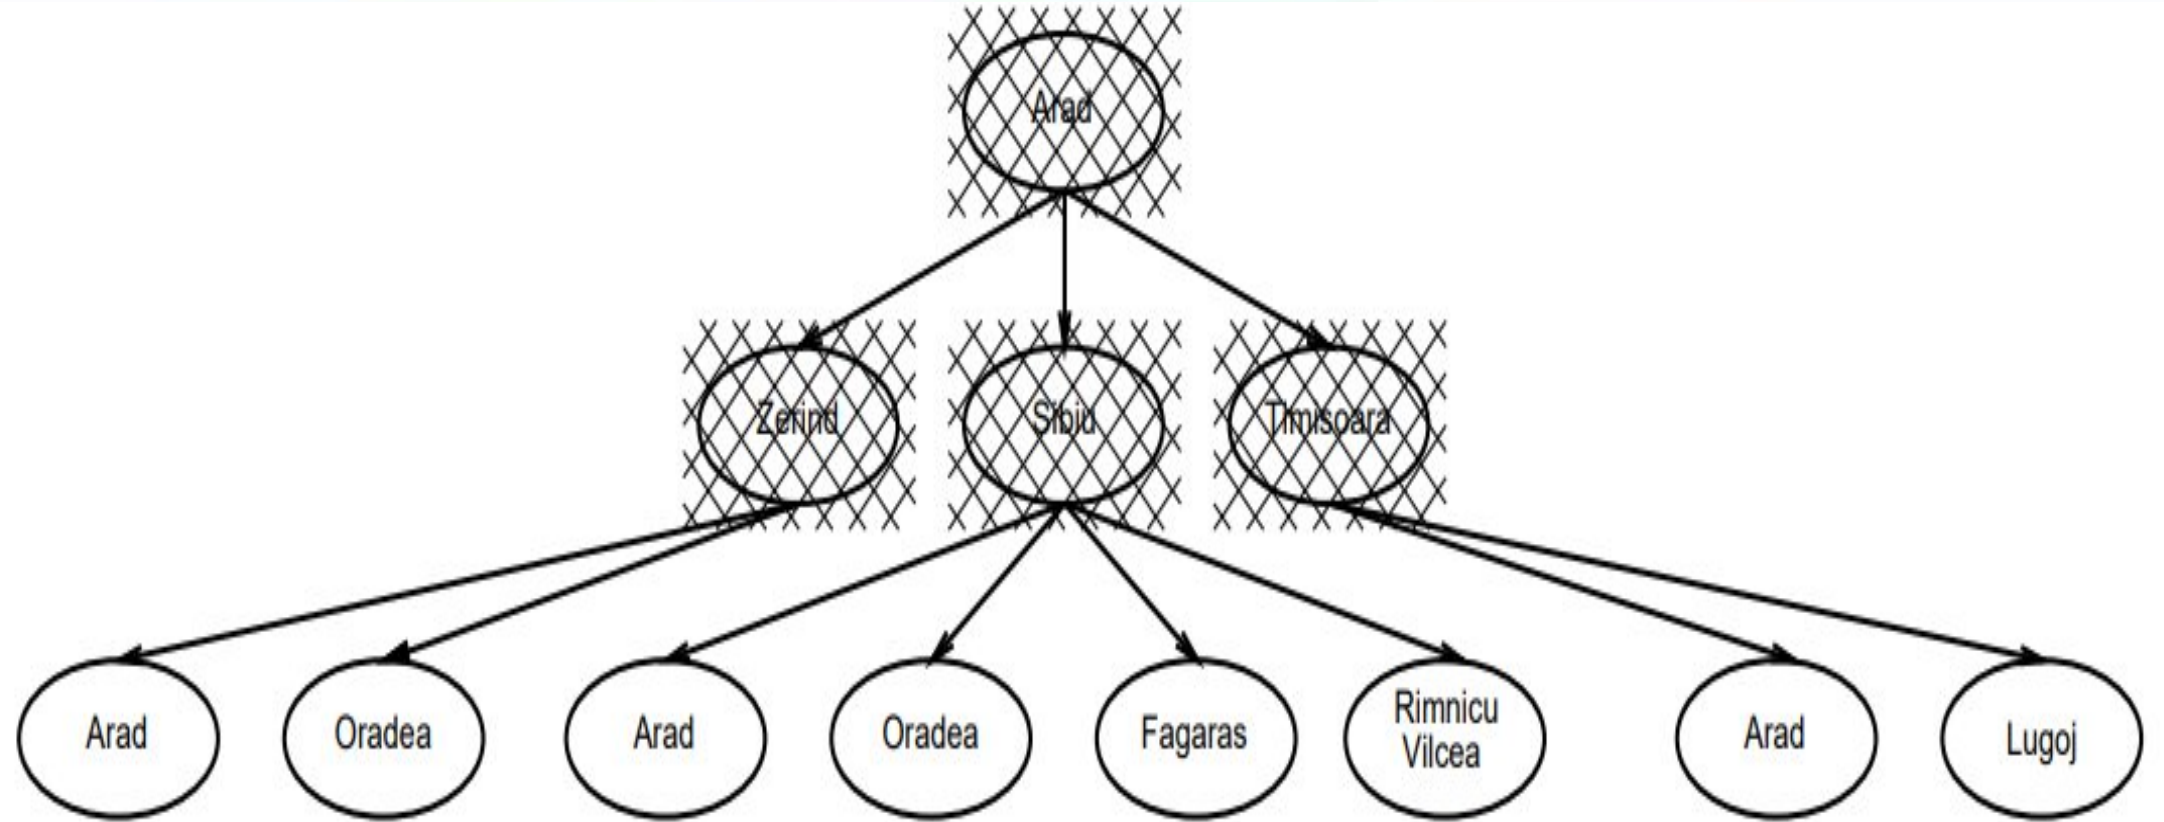 Arad
Zerind
Sibiu
Timisoara
Arad
Oradea
Arad
Oradea
Fagaras
Rimnicu
Vilcea
Arad
Lugoj